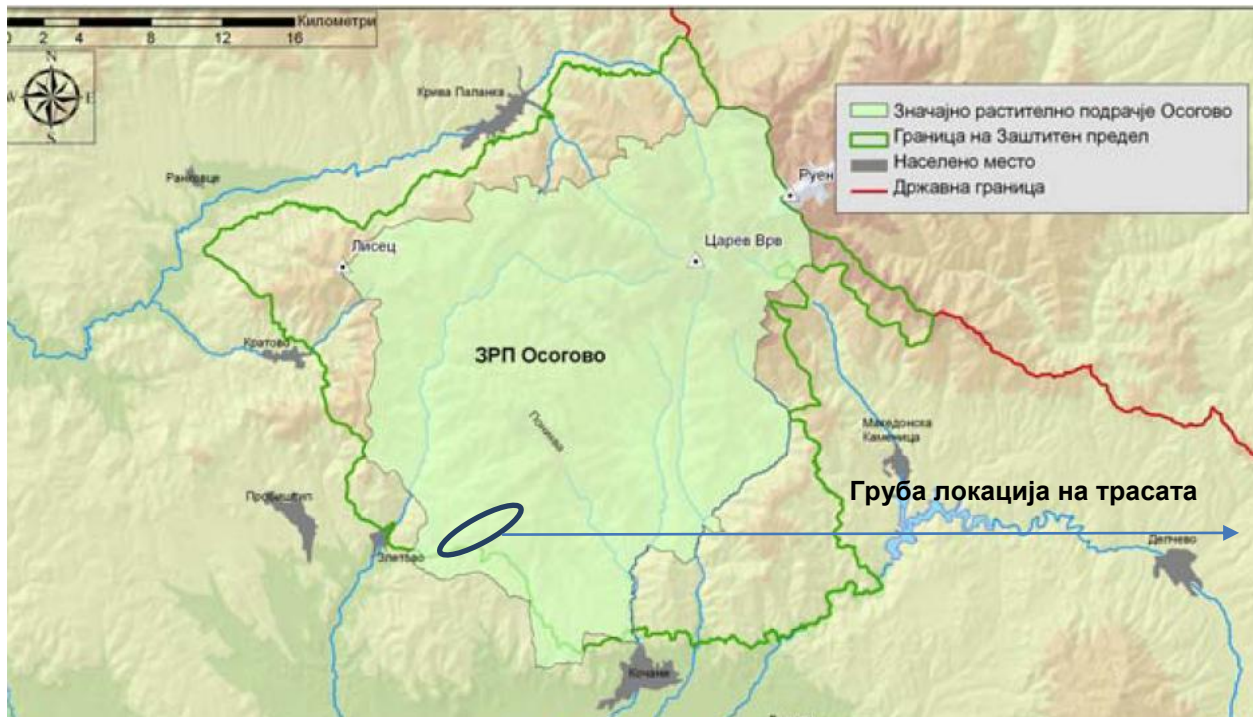 Километри
0 2 4 8 12 16
N
W E
S
Крива Паланка
Значајно растително подрачје Осогово
Граница на Заштитен предел
Населено место
Државна граница
Ранковце
Руен
Лисец
Царев Врв
Кратово
ЗРП Осогово
Пониква
Македонска
Каменица
Пробиштип
Груба локација на трасата
Злетово
Делчево
Кочани